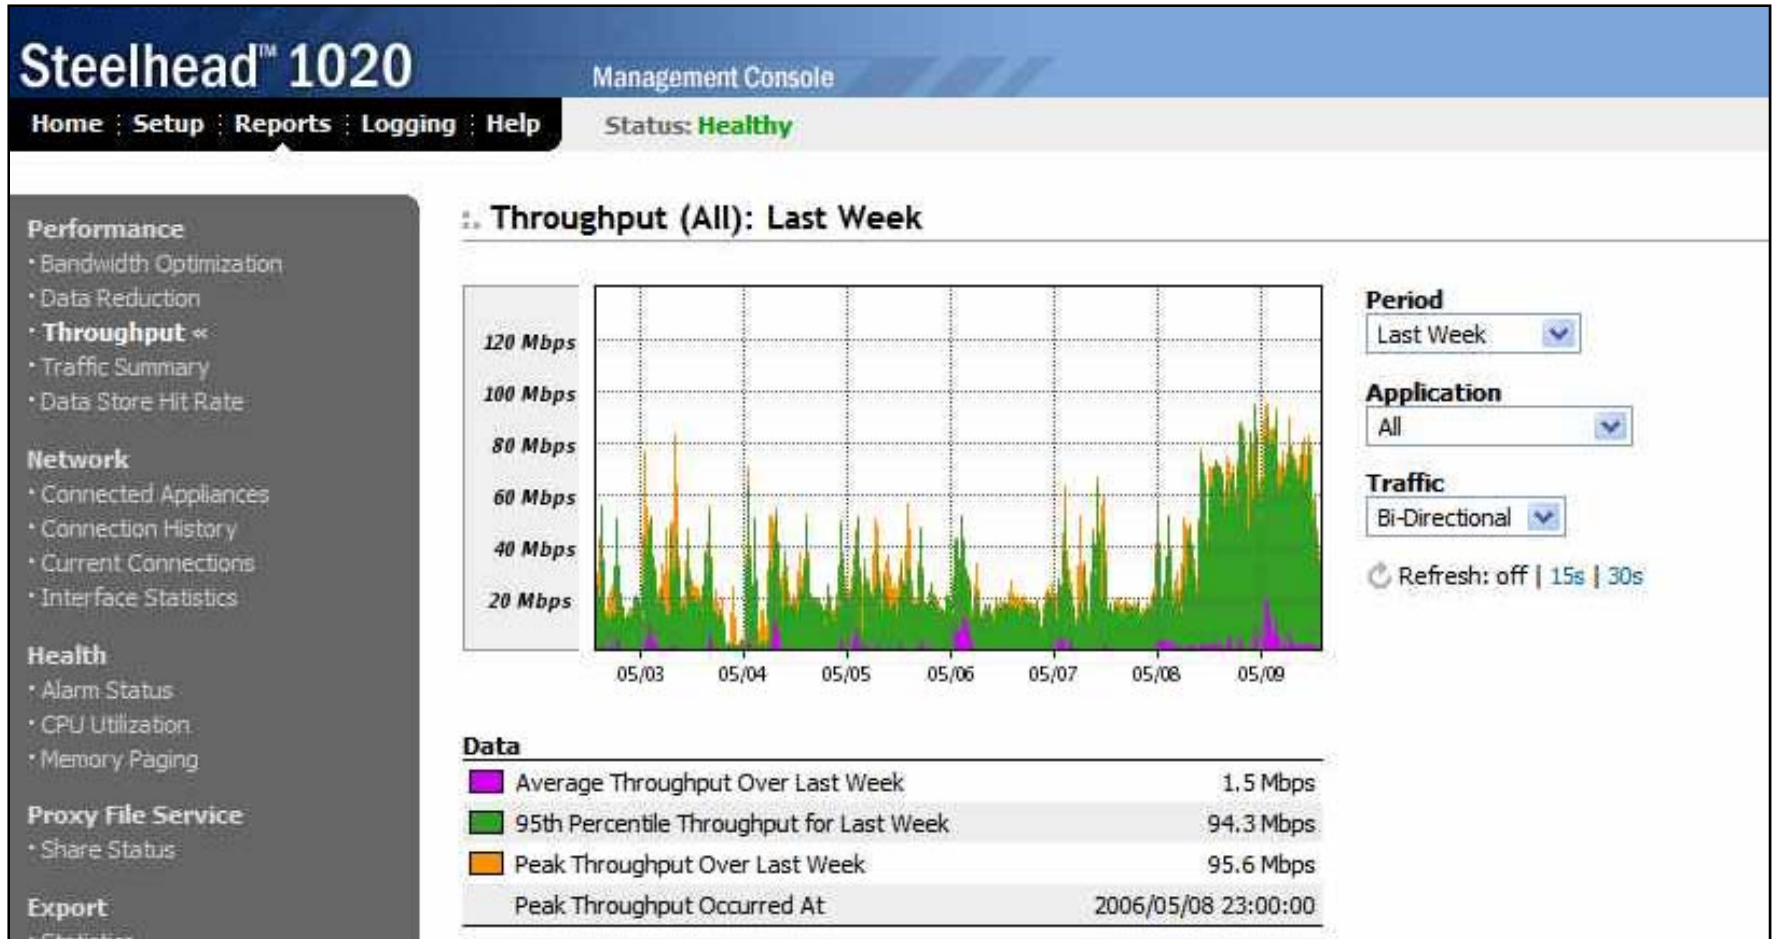 Steelhead™ 1020
Management Console
Home Setup Reports Logging Help
Status: Healthy
Performance
Bandwidth Optimization
Data Reduction
Throughput «
Traffic Summary
Data Store Hit Rate
Network
Connected Appliances
Connection History
Current Connections
Interface Statistics
Health
Alarm Status
CPU Utilization
Memory Paging
Proxy File Service
Share Status
Export
Statistics
:. Throughput (All): Last Week
120 Mbps
100 Mbps
80 Mbps
60 Mbps
40 Mbps
20 Mbps
05/03 05/04 05/05 05/06 05/07 05/08 05/09
Period
Last Week
Application
All
Traffic
Bi-Directional
Refresh: off | 15s | 30s
Data
Average Throughput Over Last Week 1.5 Mbps
95th Percentile Throughput for Last Week 94.3 Mbps
Peak Throughput Over Last Week 95.6 Mbps
Peak Throughput Occurred At 2006/05/08 23:00:00